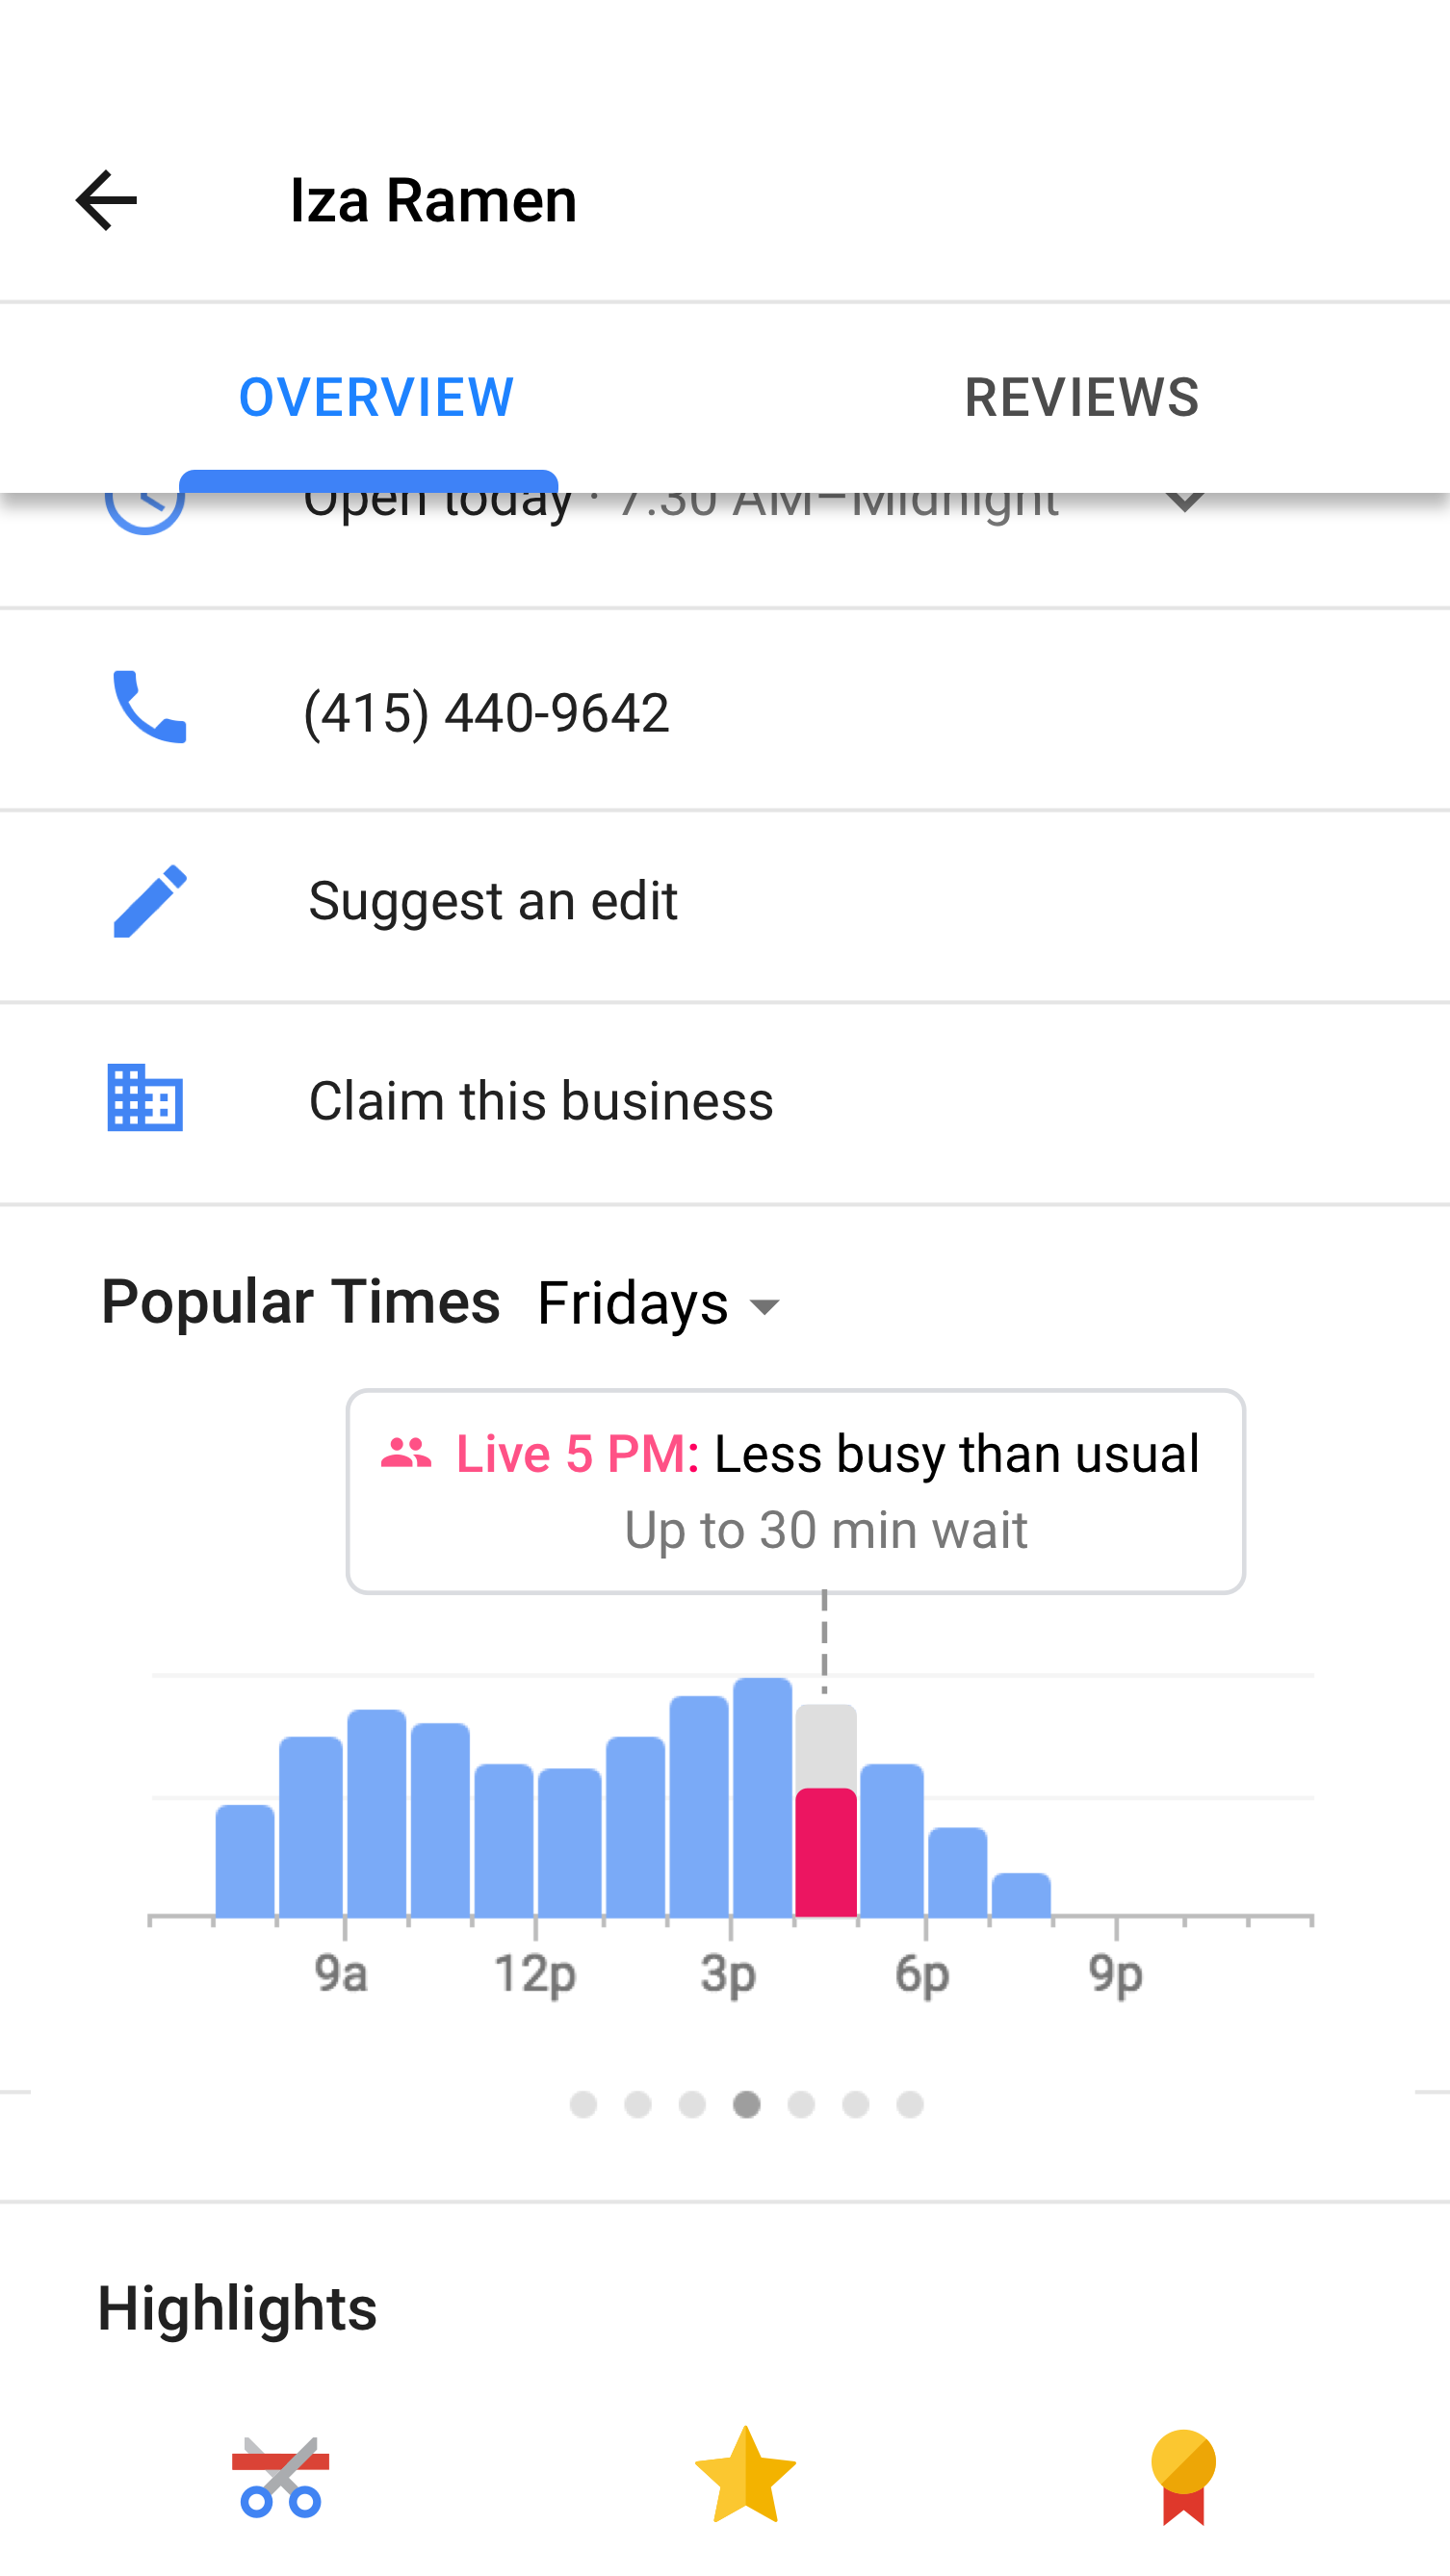 Iza Ramen
OVERVIEW REVIEWS
Open today · 7:30 AM–Midnight
(415) 440-9642
Suggest an edit
Claim this business
Popular Times Fridays
Live 5 PM: Less busy than usual
Up to 30 min wait
9a 12p 3p 6p 9p
Highlights